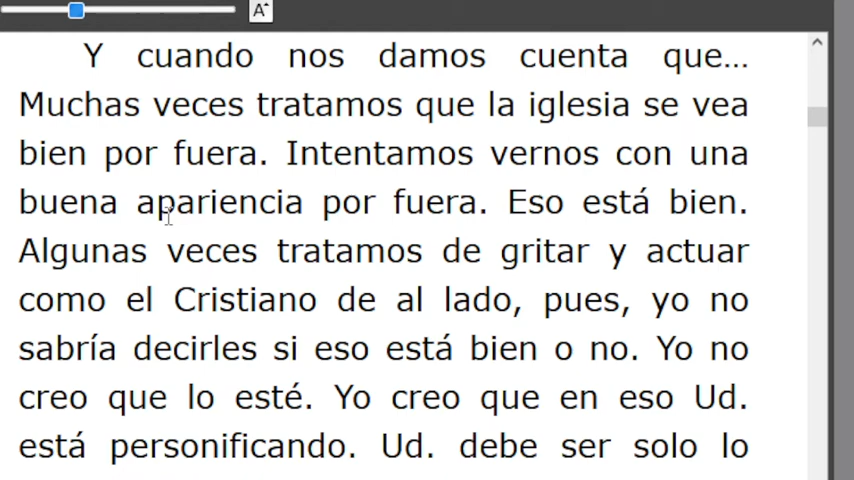 A
Y cuando nos damos cuenta que…
Muchas veces tratamos que la iglesia se vea
bien por fuera. Intentamos vernos con una
buena apariencia por fuera. Eso está bien.
Algunas veces tratamos de gritar y actuar
como el Cristiano de al lado, pues, yo no
sabría decirles si eso está bien o no. Yo no
creo que lo esté. Yo creo que en eso Ud.
está personificando. Ud. debe ser solo lo